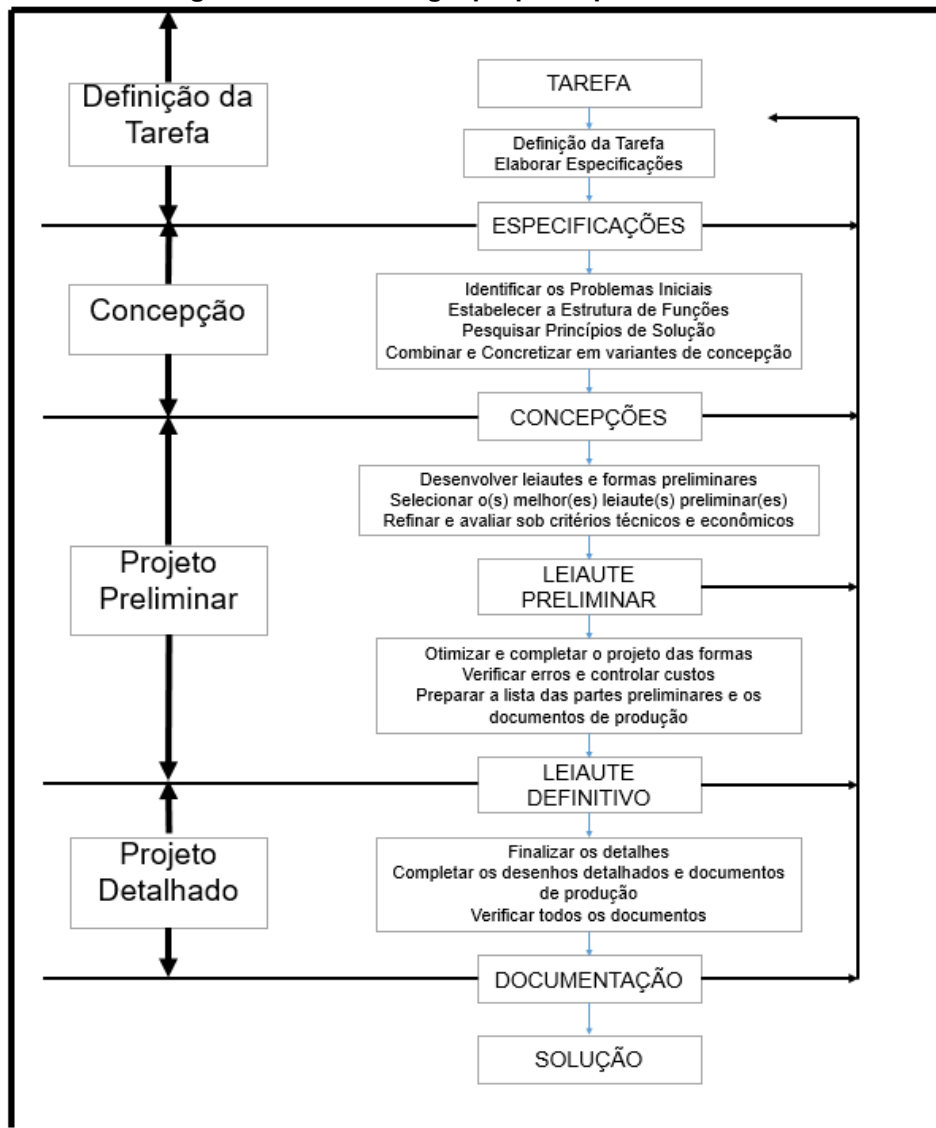 TAREFA
Definição da
Tarefa
Definição da Tarefa
Elaborar Especificações
ESPECIFICAÇÕES
Concepção
Identificar os Problemas Iniciais
Estabelecer a Estrutura de Funções
Pesquisar Princípios de Solução
Combinar e Concretizar em variantes de concepção
CONCEPÇÕES
Projeto
Preliminar
Desenvolver leiautes e formas preliminares
Selecionar o(s) melhor(es) leiaute(s) preliminar(es)
Refinar e avaliar sob critérios técnicos e econômicos
LEIAUTE
PRELIMINAR
Otimizar e completar o projeto das formas
Verificar erros e controlar custos
Preparar a lista das partes preliminares e os
documentos de produção
LEIAUTE
DEFINITIVO
Projeto
Detalhado
Finalizar os detalhes
Completar os desenhos detalhados e documentos
de produção
Verificar todos os documentos
DOCUMENTAÇÃO
SOLUÇÃO